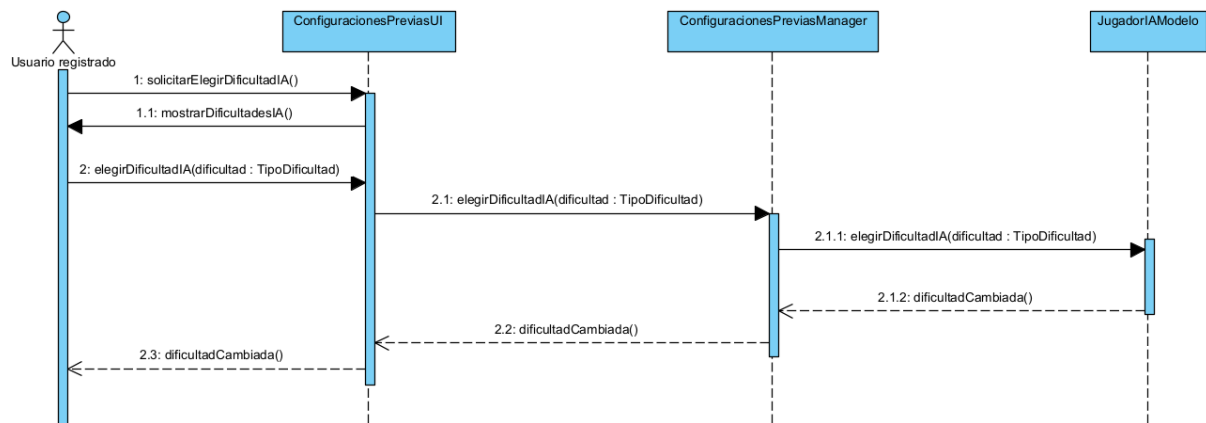 ConfiguracionesPreviasUI
ConfiguracionesPreviasManager
JugadorIAModelo
Usuario registrado
1: solicitarElegirDificultadIA()
1.1: mostrarDificultadesIA()
2: elegirDificultadIA(dificultad : TipoDificultad)
2.1: elegirDificultadIA(dificultad : TipoDificultad)
2.1.1: elegirDificultadIA(dificultad : TipoDificultad)
2.1.2: dificultadCambiada()
2.2: dificultadCambiada()
2.3: dificultadCambiada()